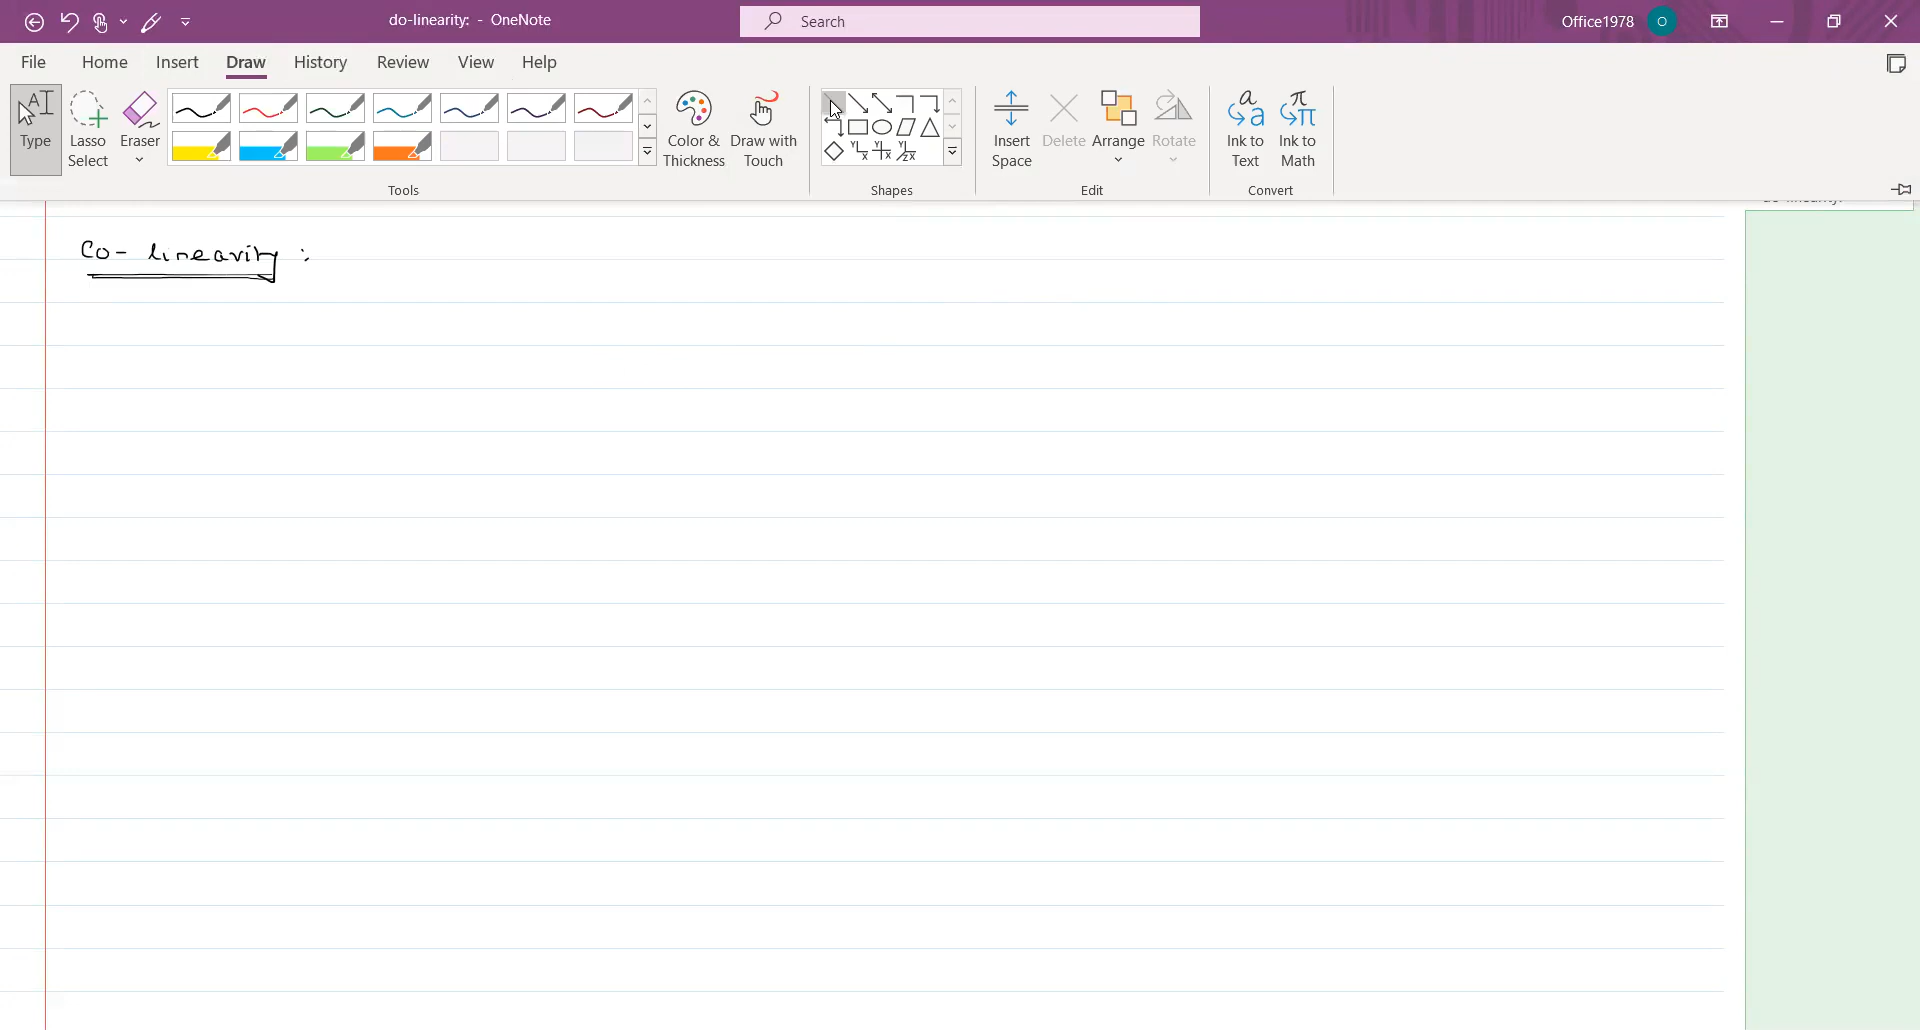 do-linearity: - OneNote
Search
Office1978
O
File Home Insert Draw History Review View Help
Type
Lasso Select
Eraser
Color & Thickness
Draw with Touch
Insert Space
Delete
Arrange
Rotate
Ink to Text
Ink to Math
Tools
Shapes
Edit
Convert
do-linearity:
Co- linearity :